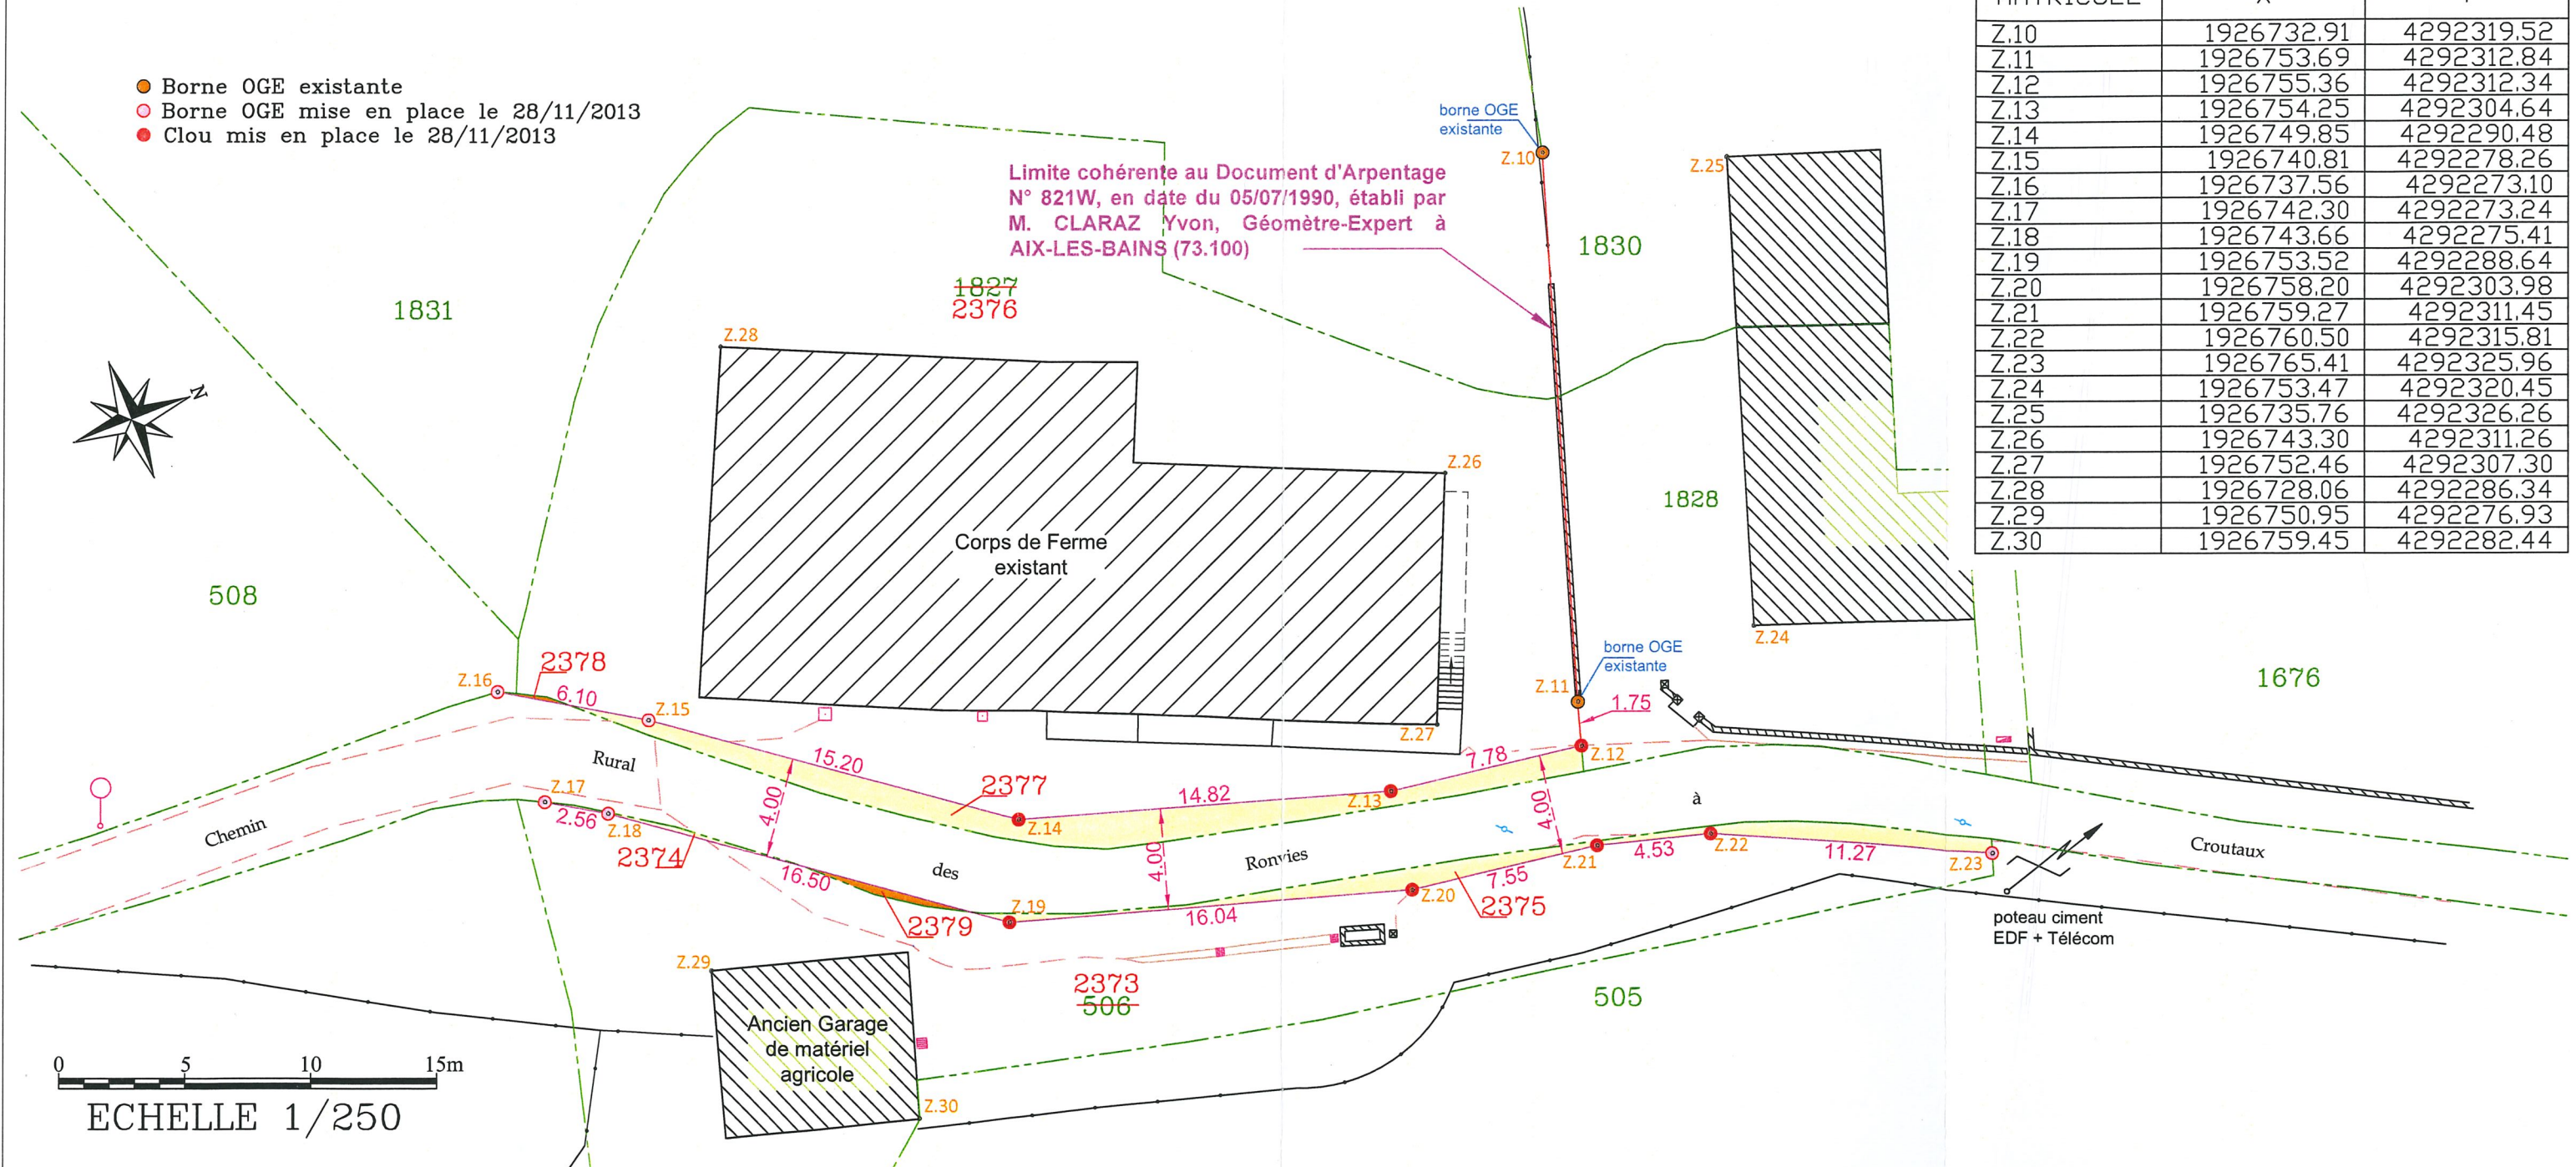 Borne OGE existante
Borne OGE mise en place le 28/11/2013
Clou mis en place le 28/11/2013
Z.10 1926732.91 4292319.52
Z.11 1926753.69 4292312.84
Z.12 1926755.36 4292312.34
Z.13 1926754.25 4292304.64
Z.14 1926749.85 4292290.48
Z.15 1926740.81 4292278.26
Z.16 1926737.56 4292273.10
Z.17 1926742.30 4292273.24
Z.18 1926743.66 4292275.41
Z.19 1926753.52 4292288.64
Z.20 1926758.20 4292303.98
Z.21 1926759.27 4292311.45
Z.22 1926760.50 4292315.81
Z.23 1926765.41 4292325.96
Z.24 1926753.47 4292320.45
Z.25 1926735.76 4292326.26
Z.26 1926743.30 4292311.26
Z.27 1926752.46 4292307.30
Z.28 1926728.06 4292286.34
Z.29 1926750.95 4292276.93
Z.30 1926759.45 4292282.44
borne OGE
existante
Z.10
Z.25
Limite cohérente au Document d'Arpentage
N° 821W, en date du 05/07/1990, établi par
M. CLARAZ Yvon, Géomètre-Expert à
AIX-LES-BAINS (73.100)
1830
1827
2376
1831
Z.28
N
Z.26
1828
Corps de Ferme
existant
508
Z.24
borne OGE
existante
1676
2378
Z.16
6.10
Z.15
Z.11
1.75
Z.27
Z.12
Rural
15.20
7.78
2377
14.82
Z.13
4.00
4.00
4.00
Z.17
2.56
Z.18
Z.14
à
Chemin
2374
des
Ronvies
Z.21
4.53
Z.22
11.27
Z.23
Croutaux
16.50
7.55
Z.20
2375
Z.19
16.04
2379
poteau ciment
EDF + Télécom
Z.29
2373
506
505
Ancien Garage
de matériel
agricole
0 5 10 15m
Z.30
ECHELLE 1/250